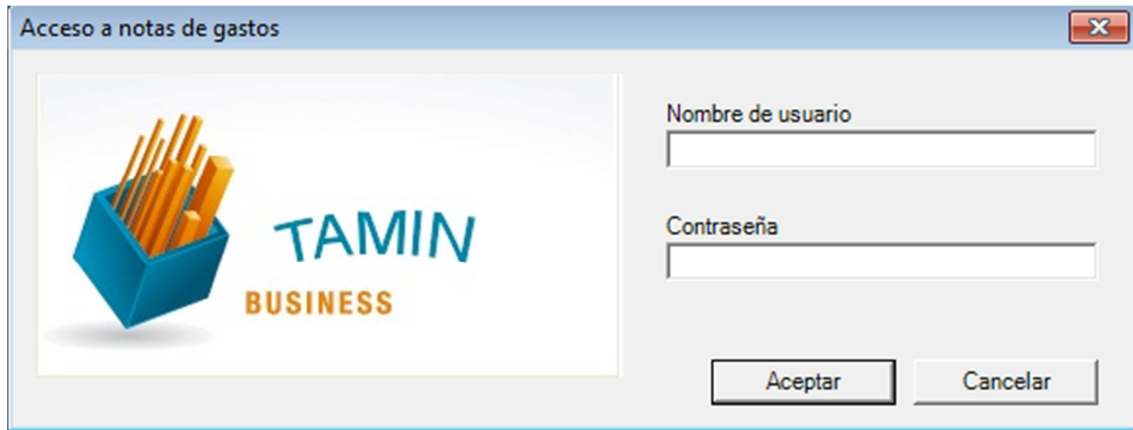 Acceso a notas de gastos
TAMIN
BUSINESS
Nombre de usuario
Contraseña
Aceptar
Cancelar